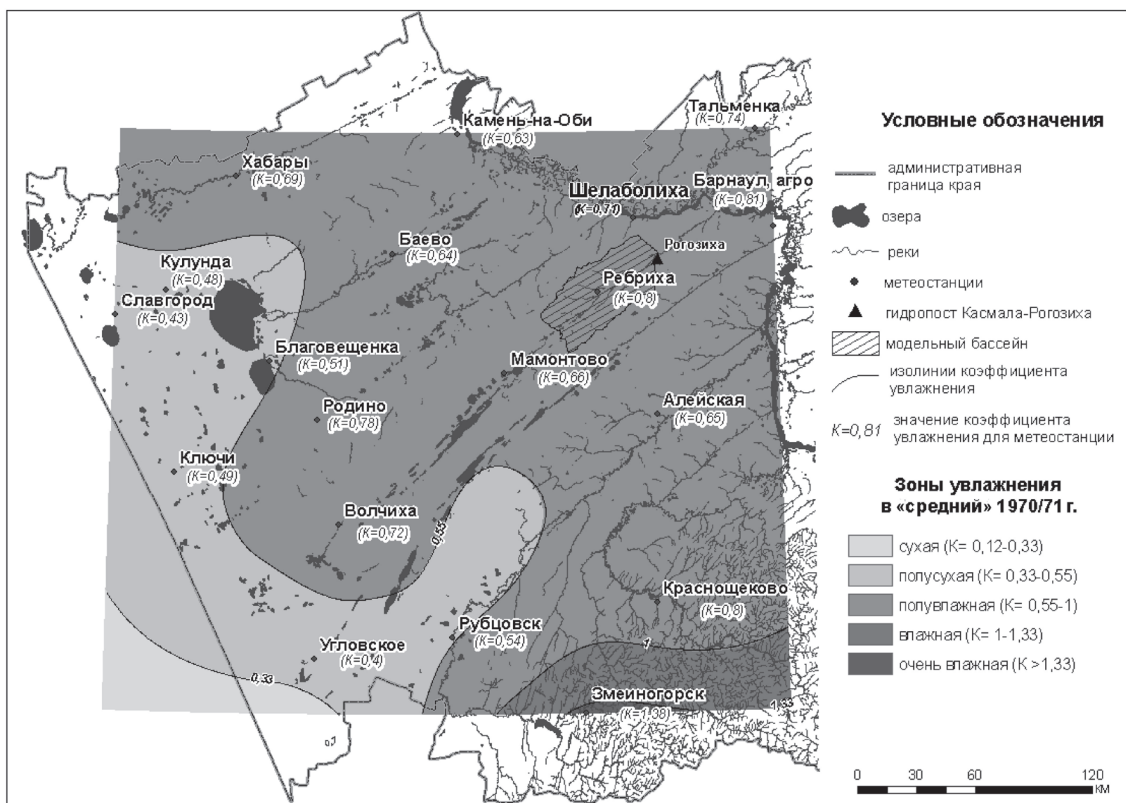 Тальменка
(K=0,74)
Камень-на-Оби
(K=0,63)
Хабары
(K=0,69)
Барнаул, агро
(K=0,81)
Шелаболиха
(K=0,71)
Рогозиха
Баево
(K=0,64)
Кулунда
(K=0,48)
Ребриха
(K=0,8)
Славгород
(K=0,43)
Благовещенка
(K=0,51)
Мамонтово
(K=0,66)
Родино
(K=0,78)
Алейская
(K=0,65)
Ключи
(K=0,49)
Волчиха
(K=0,72)
0,55
Краснощеково
(K=0,8)
Рубцовск
(K=0,54)
Угловское
(K=0,4)
1
0,33
Змеиногорск
(K=1,38)
1,33
Условные обозначения
административная
граница края
озера
реки
метеостанции
гидропост Касмала-Рогозиха
модельный бассейн
изолинии коэффициента
увлажнения
K=0,81
значение коэффициента
увлажнения для метеостанции
Зоны увлажнения
в «средний» 1970/71 г.
сухая (K= 0,12-0,33)
полусухая (K= 0,33-0,55)
полувлажная (K= 0,55-1)
влажная (K= 1-1,33)
очень влажная (K >1,33)
0 30 60 120
км